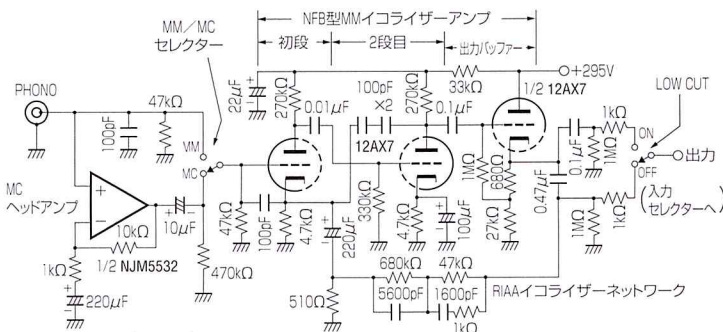 NFB型MMイコライザーアンプ
初段
2段目
出力バッファー
MM/MC
セレクター
PHONO
47kΩ
100pF
VM
MC
MC
ヘッドアンプ
+
−
10kΩ
1kΩ
+
−
220μF
1/2 NJM5532
+
−
10μF
470kΩ
22μF
+
−
270kΩ
0.01μF
100pF
×2
12AX7
270kΩ
0.1μF
33kΩ
+295V
1/2 12AX7
47kΩ
100pF
4.7kΩ
+
−
220μF
330kΩ
4.7kΩ
+
−
100μF
1MΩ
680Ω
27kΩ
0.47μF
0.1μF
1MΩ
1kΩ
LOW CUT
ON
OFF
出力
(入力
セレクターへ)
1MΩ
1kΩ
510Ω
680kΩ
47kΩ
5600pF
1600pF
1kΩ
RIAAイコライザーネットワーク